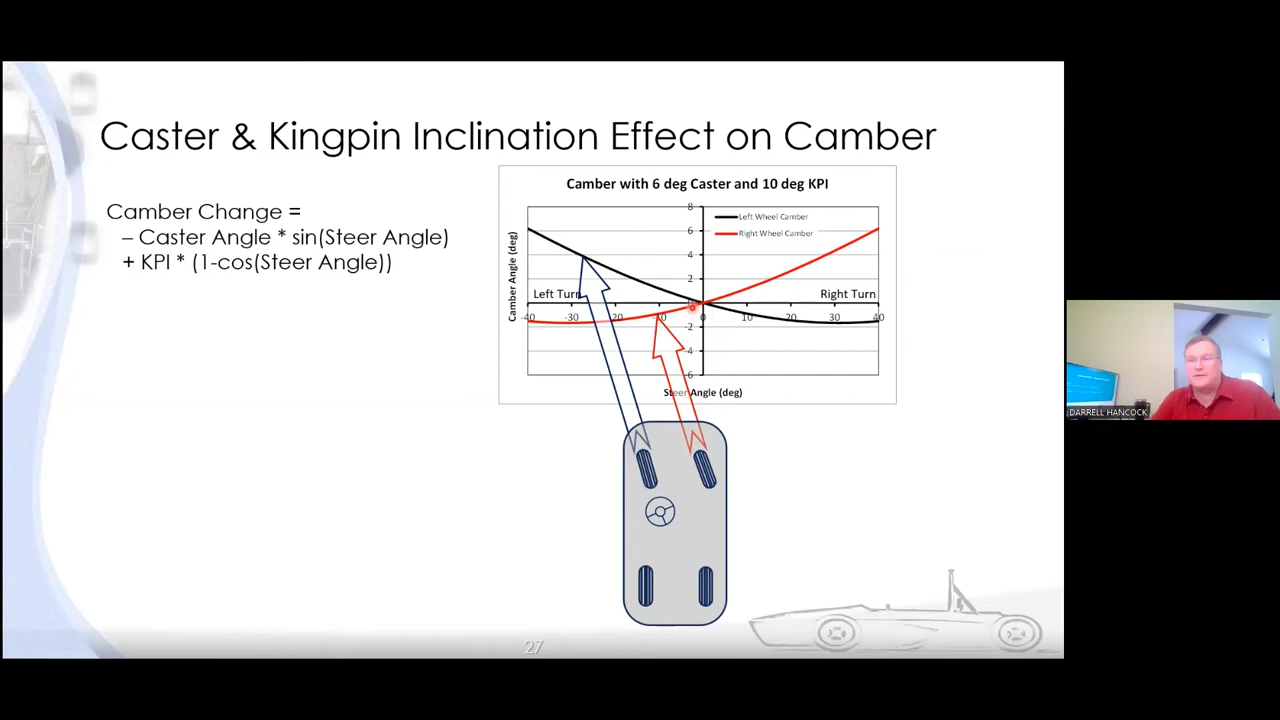 Caster & Kingpin Inclination Effect on Camber
Camber Change =
– Caster Angle * sin(Steer Angle)
+ KPI * (1-cos(Steer Angle))
Camber with 6 deg Caster and 10 deg KPI
Camber Angle (deg)
8
6
4
2
0
-2
-4
-6
Left Wheel Camber
Right Wheel Camber
Left Turn
Right Turn
-40 -30 -20 -10 0 10 20 30 40
Steer Angle (deg)
27
DARRELL HANCOCK